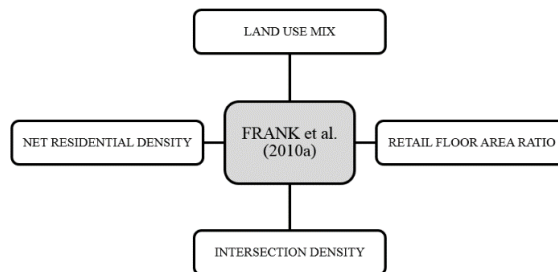 LAND USE MIX
NET RESIDENTIAL DENSITY
FRANK et al.
(2010a)
RETAIL FLOOR AREA RATIO
INTERSECTION DENSITY